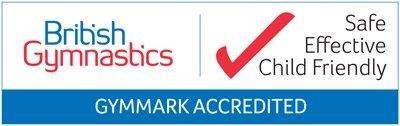 British
Gymnastics
Safe
Effective
Child Friendly
GYMMARK ACCREDITED